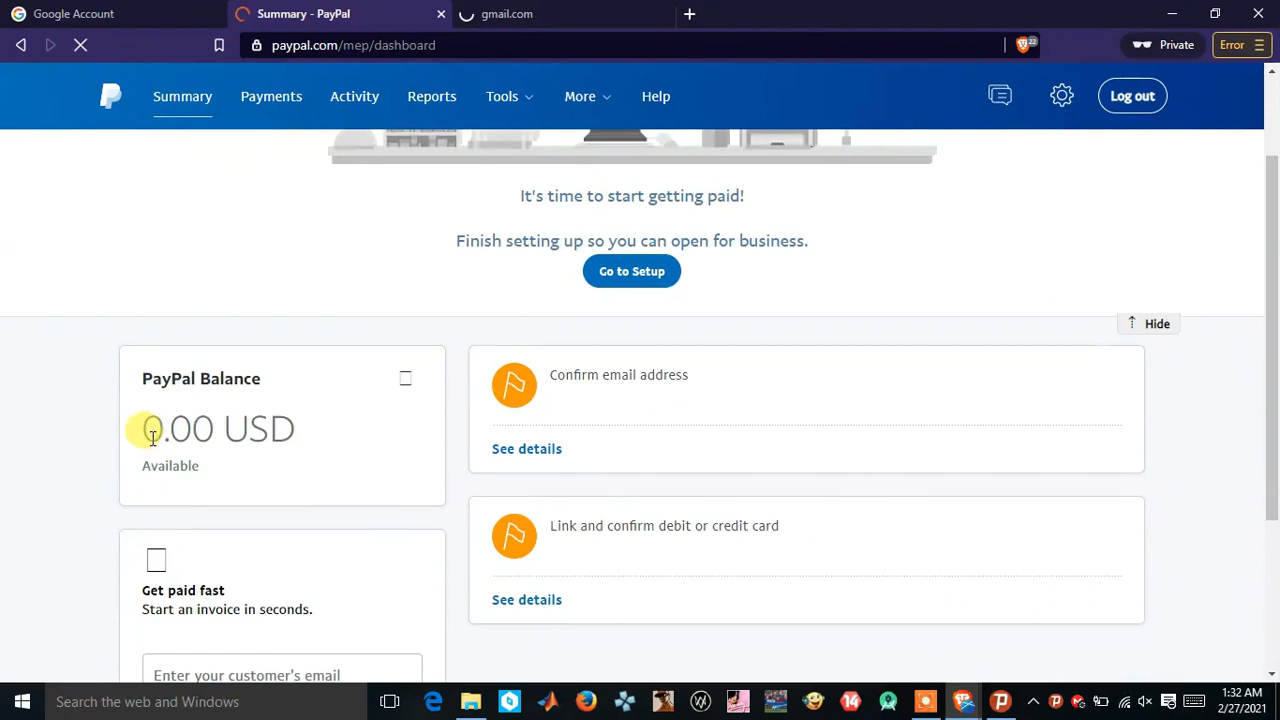 Google Account
Summary - PayPal
gmail.com
paypal.com/mep/dashboard
22
Private
Error
Summary
Payments
Activity
Reports
Tools
More
Help
Log out
It's time to start getting paid!
Finish setting up so you can open for business.
Go to Setup
Hide
PayPal Balance
0.00 USD
Available
Confirm email address
See details
Link and confirm debit or credit card
See details
Get paid fast
Start an invoice in seconds.
Enter your customer's email
Search the web and Windows
14
1:32 AM
2/27/2021